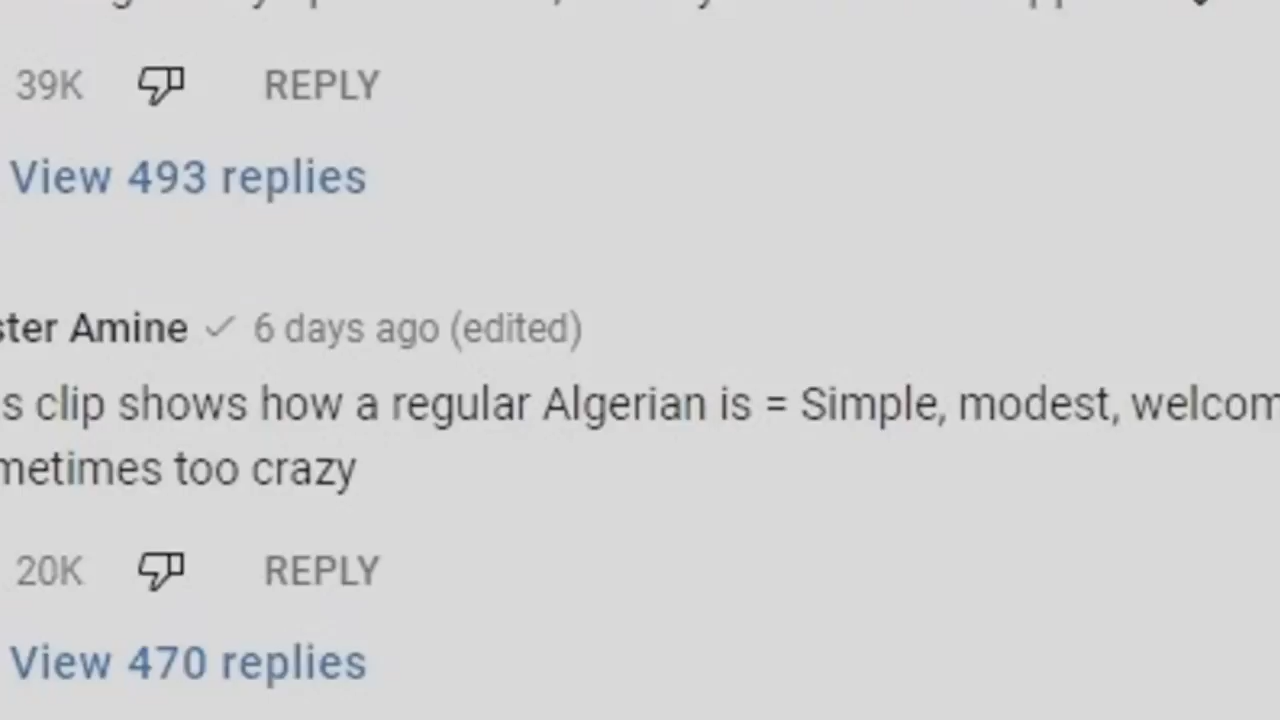 39K REPLY
View 493 replies
ster Amine ✓ 6 days ago (edited)
s clip shows how a regular Algerian is = Simple, modest, welcom
metimes too crazy
20K REPLY
View 470 replies